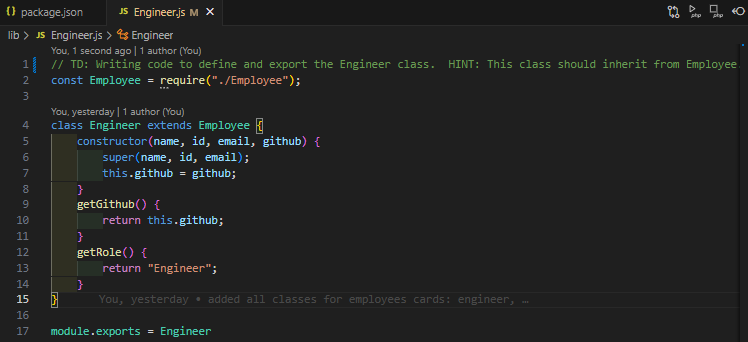 package.json
JS Engineer.js M
lib > JS Engineer.js > Engineer
You, 1 second ago | 1 author (You)
1 // TD: Writing code to define and export the Engineer class.  HINT: This class should inherit from Employee
2 const Employee = require("./Employee");
3
You, yesterday | 1 author (You)
4 class Engineer extends Employee {
5     constructor(name, id, email, github) {
6         super(name, id, email);
7         this.github = github;
8     }
9     getGithub() {
10         return this.github;
11     }
12     getRole() {
13         return "Engineer";
14     }
15 }     You, yesterday • added all classes for employees cards: engineer, …
16
17 module.exports = Engineer